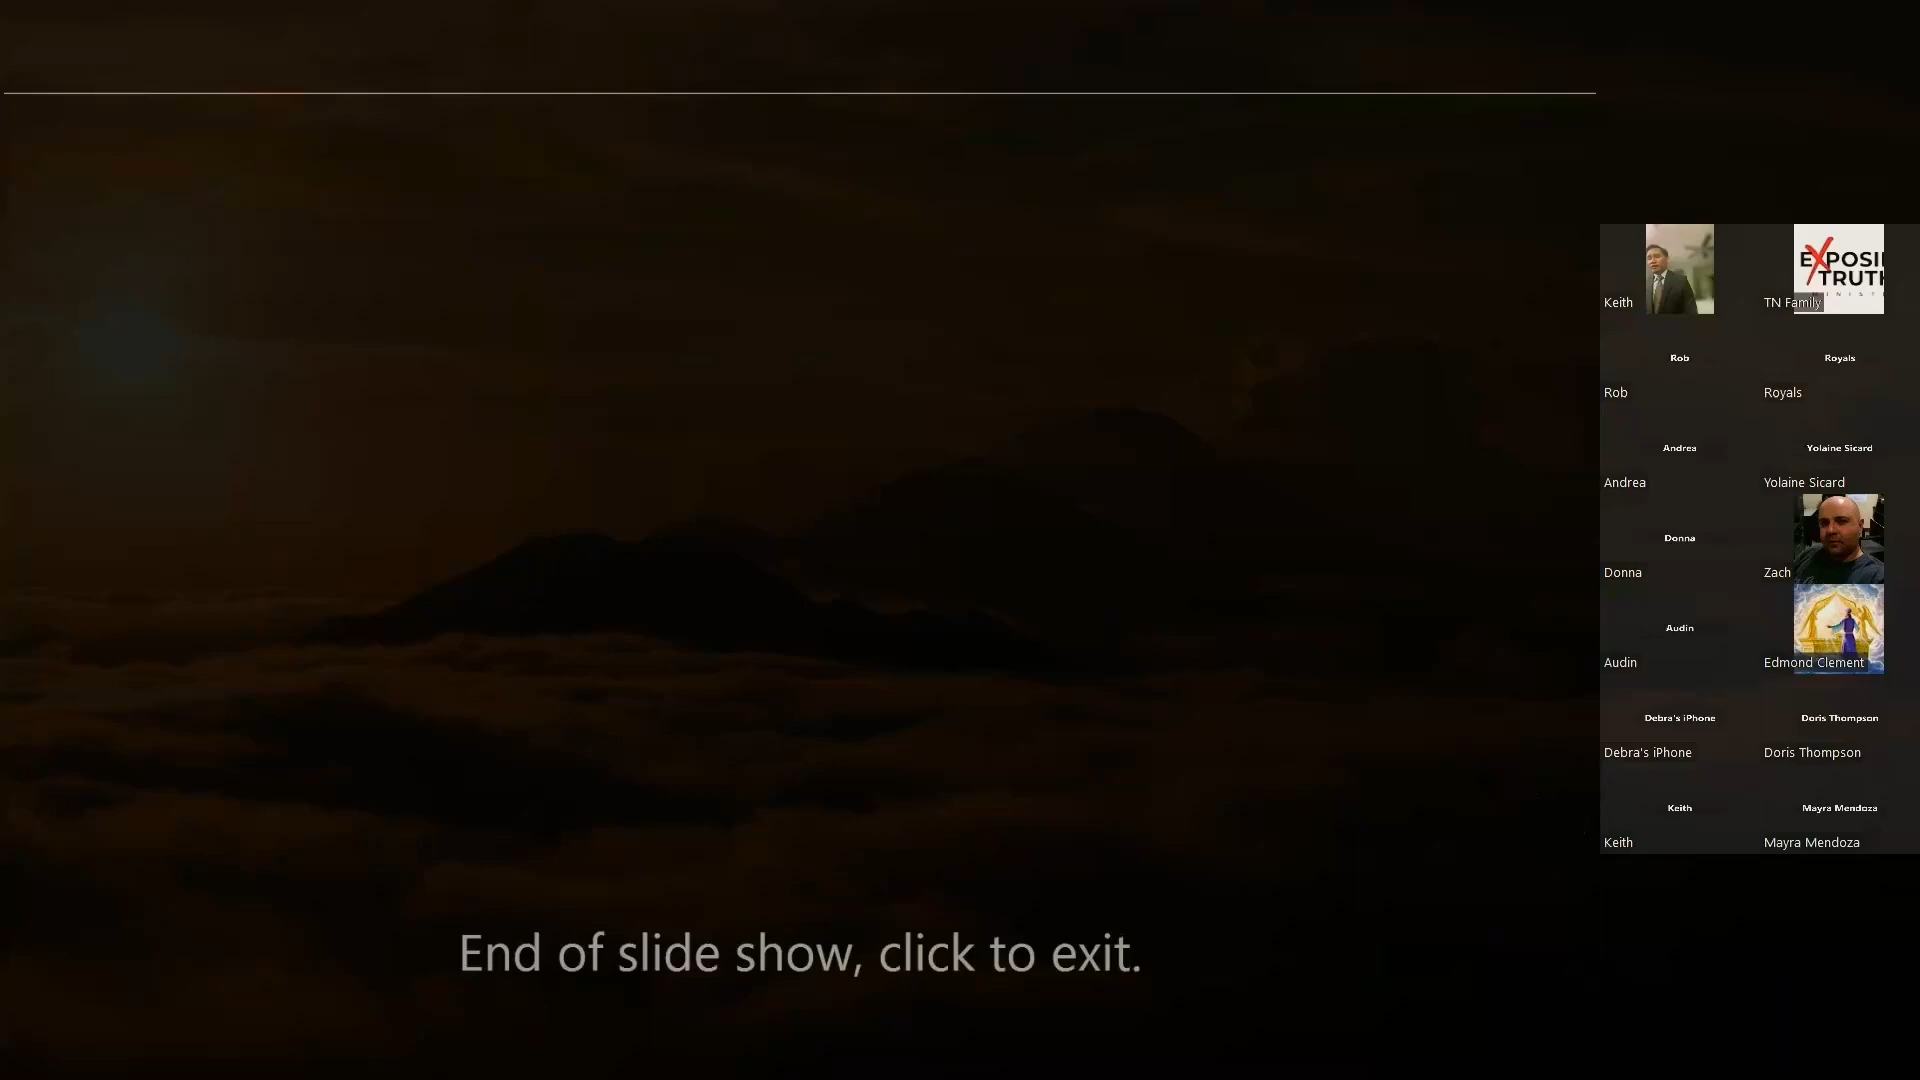 EXPOSI
TRUTH
Keith
TN Family
Rob
Royals
Rob
Royals
Andrea
Yolaine Sicard
Andrea
Yolaine Sicard
Donna
Donna
Zach
Audin
Audin
Edmond Clement
Debra's iPhone
Doris Thompson
Debra's iPhone
Doris Thompson
Keith
Mayra Mendoza
Keith
Mayra Mendoza
End of slide show, click to exit.